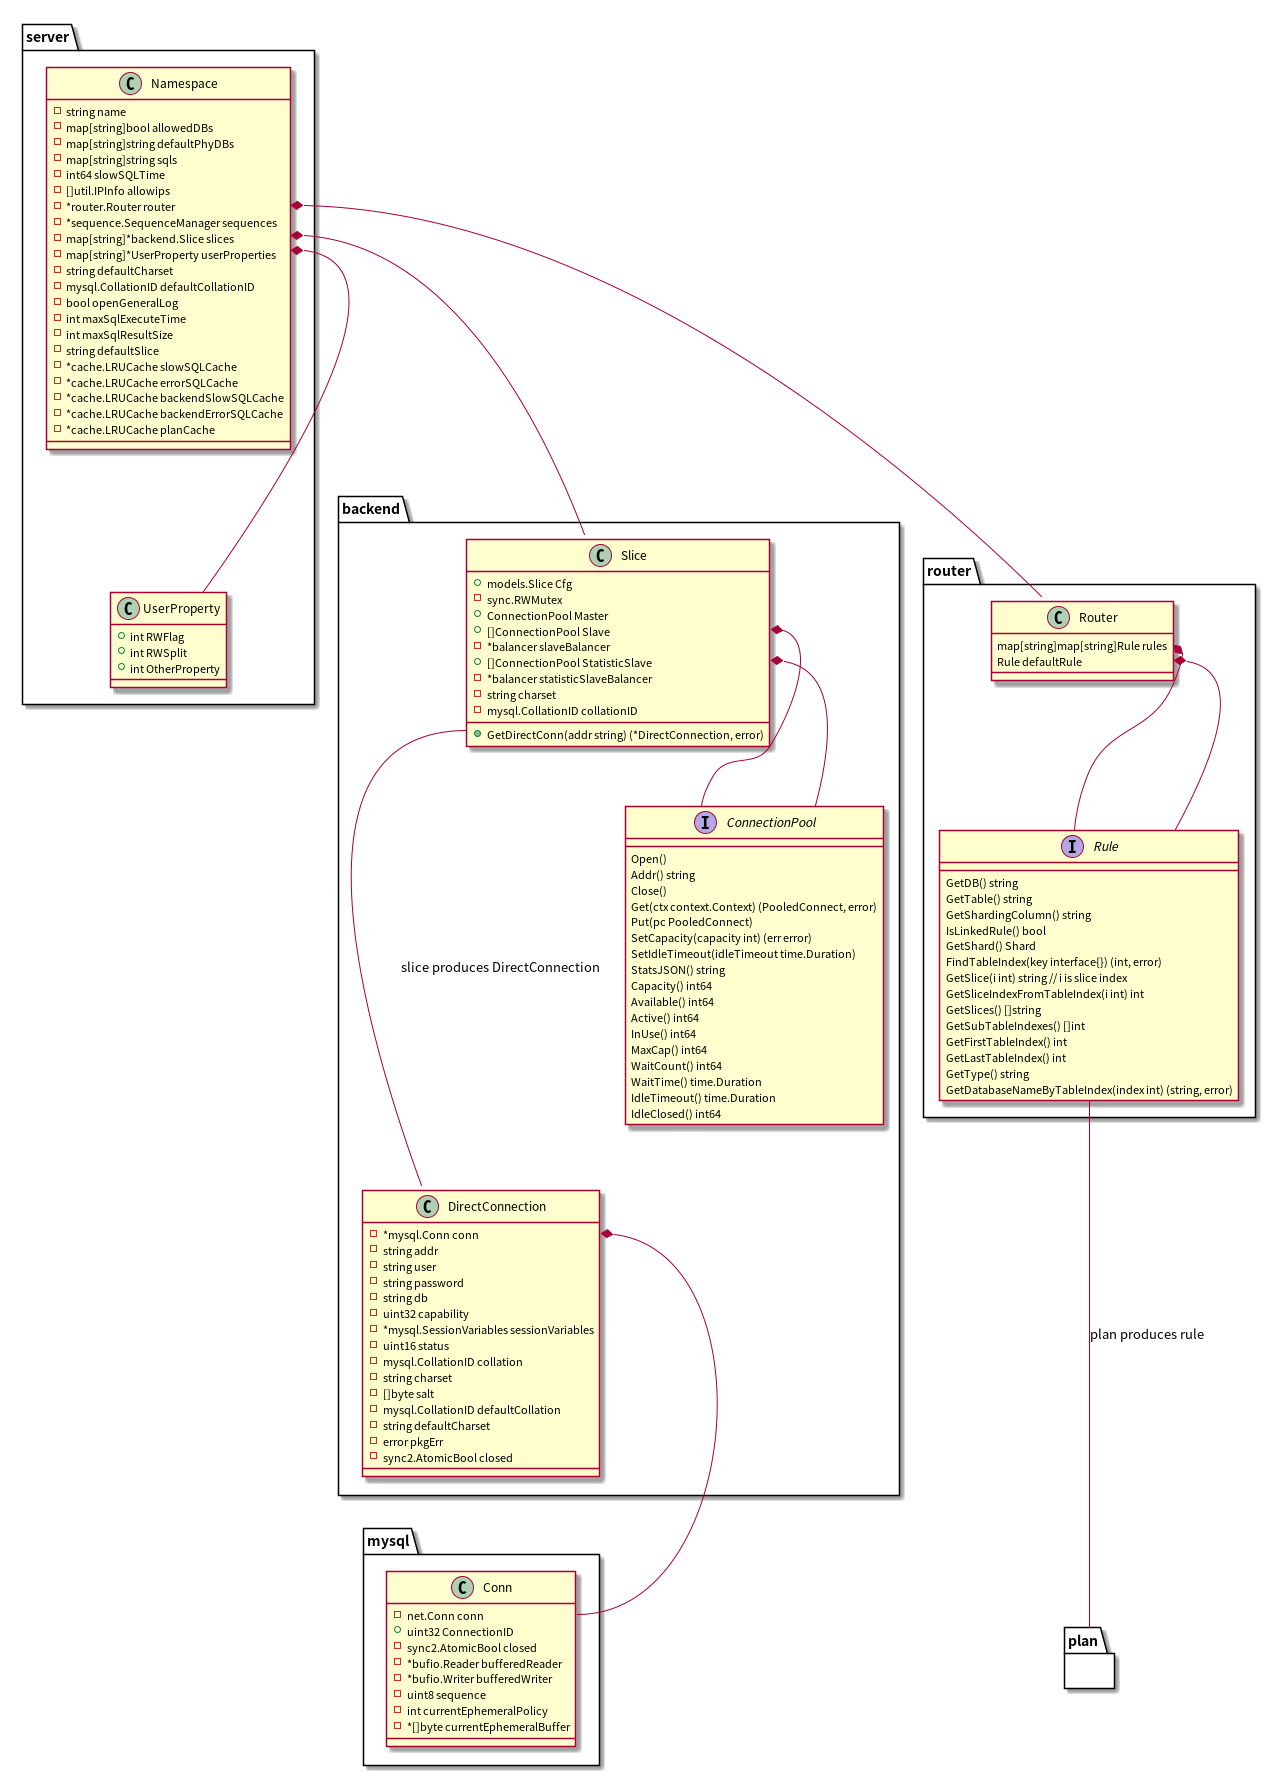 server
C Namespace
string name
map[string]bool allowedDBs
map[string]string defaultPhyDBs
map[string]string sqls
int64 slowSQLTime
[]util.IPInfo allowips
*router.Router router
*sequence.SequenceManager sequences
map[string]*backend.Slice slices
map[string]*UserProperty userProperties
string defaultCharset
mysql.CollationID defaultCollationID
bool openGeneralLog
int maxSqlExecuteTime
int maxSqlResultSize
string defaultSlice
*cache.LRUCache slowSQLCache
*cache.LRUCache errorSQLCache
*cache.LRUCache backendSlowSQLCache
*cache.LRUCache backendErrorSQLCache
*cache.LRUCache planCache
C UserProperty
int RWFlag
int RWSplit
int OtherProperty
backend
C Slice
models.Slice Cfg
sync.RWMutex
ConnectionPool Master
[]ConnectionPool Slave
*balancer slaveBalancer
[]ConnectionPool StatisticSlave
*balancer statisticSlaveBalancer
string charset
mysql.CollationID collationID
GetDirectConn(addr string) (*DirectConnection, error)
I ConnectionPool
Open()
Addr() string
Close()
Get(ctx context.Context) (PooledConnect, error)
Put(pc PooledConnect)
SetCapacity(capacity int) (err error)
SetIdleTimeout(idleTimeout time.Duration)
StatsJSON() string
Capacity() int64
Available() int64
Active() int64
InUse() int64
MaxCap() int64
WaitCount() int64
WaitTime() time.Duration
IdleTimeout() time.Duration
IdleClosed() int64
slice produces DirectConnection
C DirectConnection
*mysql.Conn conn
string addr
string user
string password
string db
uint32 capability
*mysql.SessionVariables sessionVariables
uint16 status
mysql.CollationID collation
string charset
[]byte salt
mysql.CollationID defaultCollation
string defaultCharset
error pkgErr
sync2.AtomicBool closed
router
C Router
map[string]map[string]Rule rules
Rule defaultRule
I Rule
GetDB() string
GetTable() string
GetShardingColumn() string
IsLinkedRule() bool
GetShard() Shard
FindTableIndex(key interface{}) (int, error)
GetSlice(i int) string // i is slice index
GetSliceIndexFromTableIndex(i int) int
GetSlices() []string
GetSubTableIndexes() []int
GetFirstTableIndex() int
GetLastTableIndex() int
GetType() string
GetDatabaseNameByTableIndex(index int) (string, error)
plan produces rule
mysql
C Conn
net.Conn conn
uint32 ConnectionID
sync2.AtomicBool closed
*bufio.Reader bufferedReader
*bufio.Writer bufferedWriter
uint8 sequence
int currentEphemeralPolicy
*[]byte currentEphemeralBuffer
plan